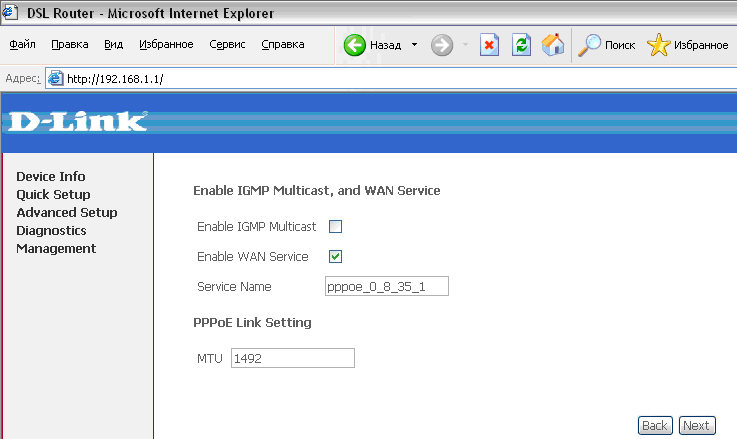 DSL Router - Microsoft Internet Explorer
Файл Правка Вид Избранное Сервис Справка Назад Поиск Избранное
Адрес: http://192.168.1.1/
D-Link
Device Info
Quick Setup
Advanced Setup
Diagnostics
Management
Enable IGMP Multicast, and WAN Service
Enable IGMP Multicast
Enable WAN Service
Service Name pppoe_0_8_35_1
PPPoE Link Setting
MTU 1492
Back Next